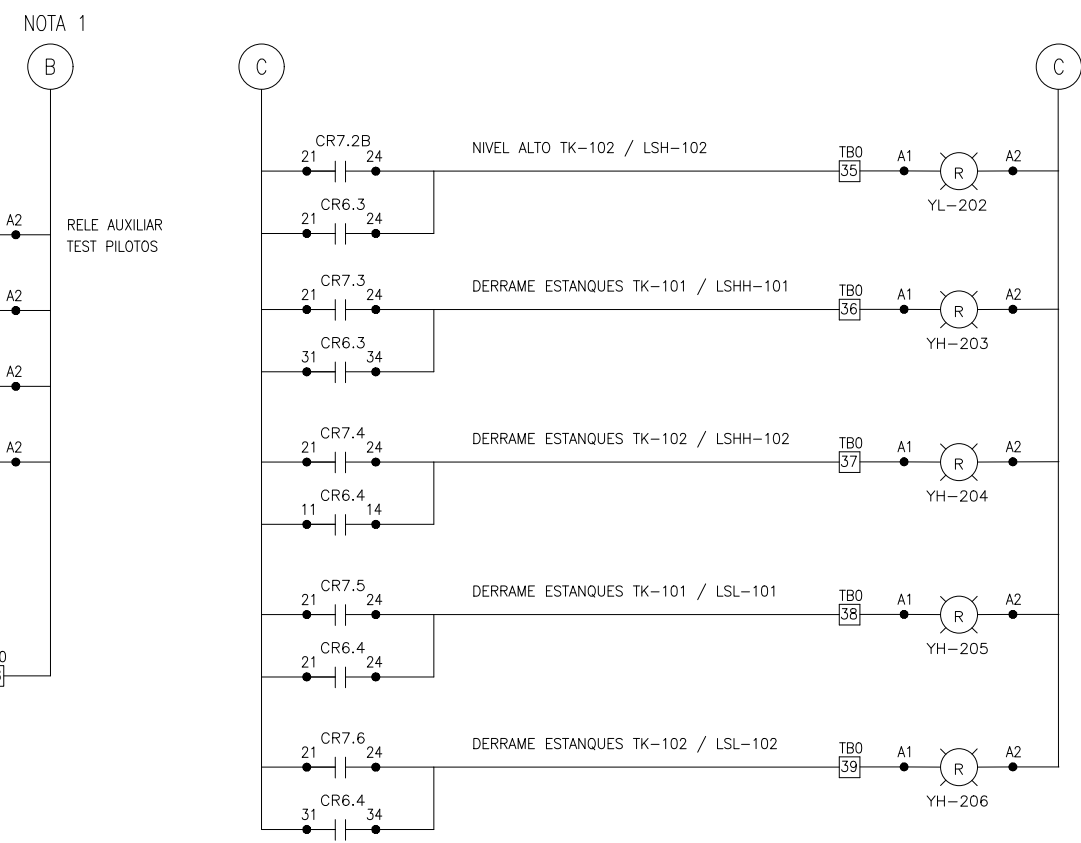 NOTA 1
B
C
C
A2
RELE AUXILIAR
TEST PILOTOS
A2
A2
A2
0
CR7.2B
21 24
NIVEL ALTO TK-102 / LSH-102
TB0
35
A1
R
A2
YL-202
CR6.3
21 24
CR7.3
21 24
DERRAME ESTANQUES TK-101 / LSHH-101
TB0
36
A1
R
A2
YH-203
CR6.3
31 34
CR7.4
21 24
DERRAME ESTANQUES TK-102 / LSHH-102
TB0
37
A1
R
A2
YH-204
CR6.4
11 14
CR7.5
21 24
DERRAME ESTANQUES TK-101 / LSL-101
TB0
38
A1
R
A2
YH-205
CR6.4
21 24
CR7.6
21 24
DERRAME ESTANQUES TK-102 / LSL-102
TB0
39
A1
R
A2
YH-206
CR6.4
31 34